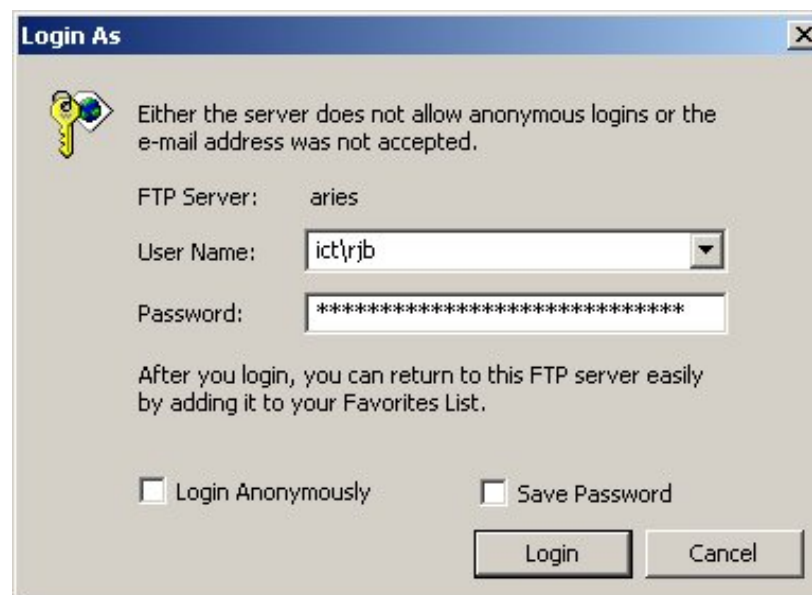 Login As
Either the server does not allow anonymous logins or the
e-mail address was not accepted.
FTP Server: aries
User Name: ict\rjb
Password: *****************************
After you login, you can return to this FTP server easily
by adding it to your Favorites List.
Login Anonymously Save Password
Login Cancel